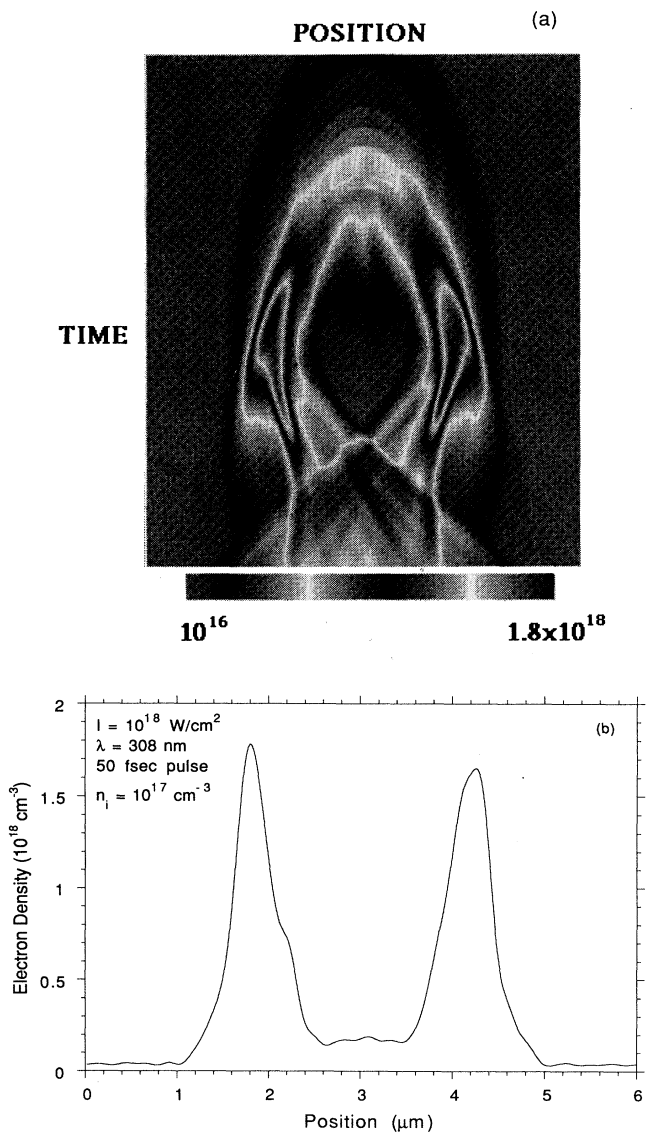 (a)
POSITION
TIME
10^16 1.8x10^18
2
1.5
1
0.5
0
Electron Density (10^18 cm^-3)
I = 10^18 W/cm^2
λ = 308 nm
50 fsec pulse
n_i = 10^17 cm^-3
(b)
0 1 2 3 4 5 6
Position (μm)